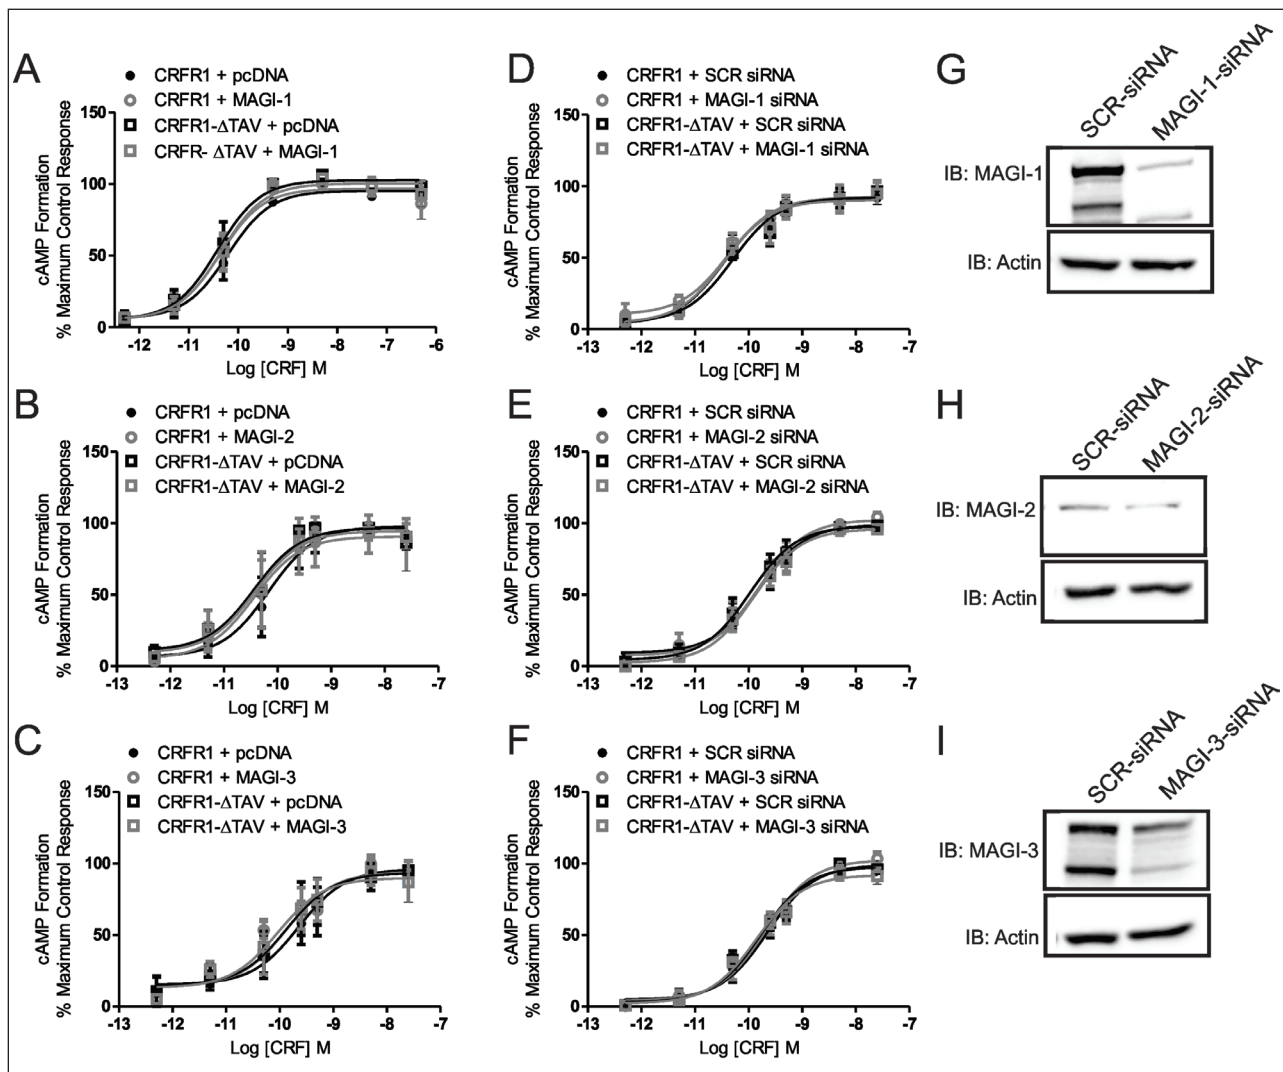 A
CRFR1 + pcDNA
CRFR1 + MAGI-1
CRFR1-ΔTAV + pcDNA
CRFR- ΔTAV + MAGI-1
cAMP Formation
% Maximum Control Response
150
100
50
0
-12 -11 -10 -9 -8 -7 -6
Log [CRF] M
D
CRFR1 + SCR siRNA
CRFR1 + MAGI-1 siRNA
CRFR1-ΔTAV + SCR siRNA
CRFR1-ΔTAV + MAGI-1 siRNA
cAMP Formation
% Maximum Control Response
150
100
50
0
-13 -12 -11 -10 -9 -8 -7
Log [CRF] M
G
SCR-siRNA
MAGI-1-siRNA
IB: MAGI-1
IB: Actin
B
CRFR1 + pcDNA
CRFR1 + MAGI-2
CRFR1-ΔTAV + pCDNA
CRFR1-ΔTAV + MAGI-2
cAMP Formation
% Maximum Control Response
150
100
50
0
-13 -12 -11 -10 -9 -8 -7
Log [CRF] M
E
CRFR1 + SCR siRNA
CRFR1 + MAGI-2 siRNA
CRFR1-ΔTAV + SCR siRNA
CRFR1-ΔTAV + MAGI-2 siRNA
cAMP Formation
% Maximum Control Response
150
100
50
0
-13 -12 -11 -10 -9 -8 -7
Log [CRF] M
H
SCR-siRNA
MAGI-2-siRNA
IB: MAGI-2
IB: Actin
C
CRFR1 + pcDNA
CRFR1 + MAGI-3
CRFR1-ΔTAV + pcDNA
CRFR1-ΔTAV + MAGI-3
cAMP Formation
% Maximum Control Response
150
100
50
0
-13 -12 -11 -10 -9 -8 -7
Log [CRF] M
F
CRFR1 + SCR siRNA
CRFR1 + MAGI-3 siRNA
CRFR1-ΔTAV + SCR siRNA
CRFR1-ΔTAV + MAGI-3 siRNA
cAMP Formation
% Maximum Control Response
150
100
50
0
-13 -12 -11 -10 -9 -8 -7
Log [CRF] M
I
SCR-siRNA
MAGI-3-siRNA
IB: MAGI-3
IB: Actin